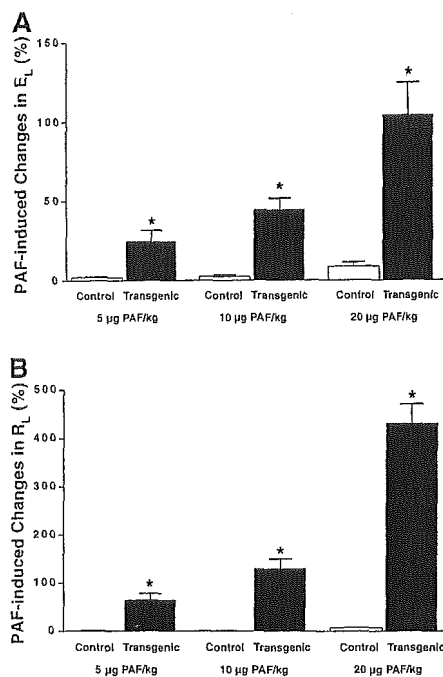 A
PAF-induced Changes in EL (%)
150
100
50
0
*
*
*
Control Transgenic Control Transgenic Control Transgenic
5 µg PAF/kg 10 µg PAF/kg 20 µg PAF/kg
B
PAF-induced Changes in RL (%)
500
400
300
200
100
0
*
*
*
Control Transgenic Control Transgenic Control Transgenic
5 µg PAF/kg 10 µg PAF/kg 20 µg PAF/kg